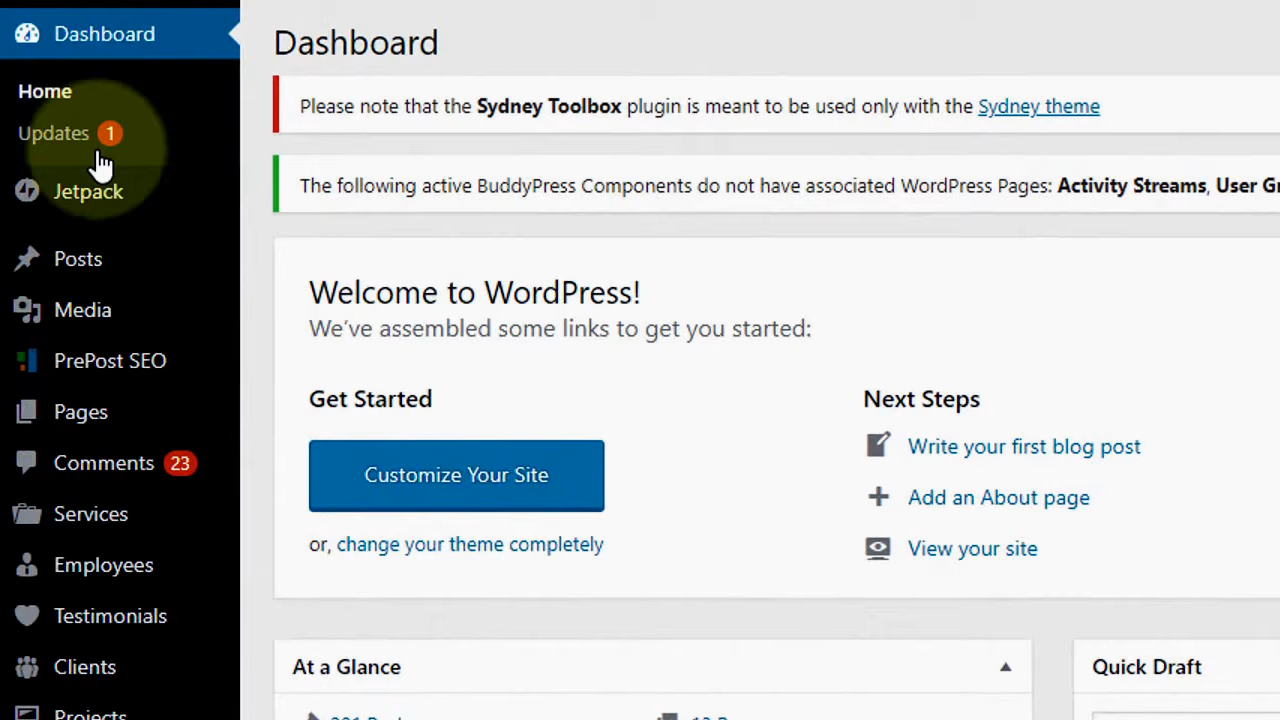 Dashboard
Home
Updates 1
Jetpack
Posts
Media
PrePost SEO
Pages
Comments 23
Services
Employees
Testimonials
Clients
Projects
Dashboard
Please note that the Sydney Toolbox plugin is meant to be used only with the Sydney theme
The following active BuddyPress Components do not have associated WordPress Pages: Activity Streams, User
Welcome to WordPress!
We've assembled some links to get you started:
Get Started
Customize Your Site
or, change your theme completely
Next Steps
Write your first blog post
Add an About page
View your site
At a Glance
Quick Draft